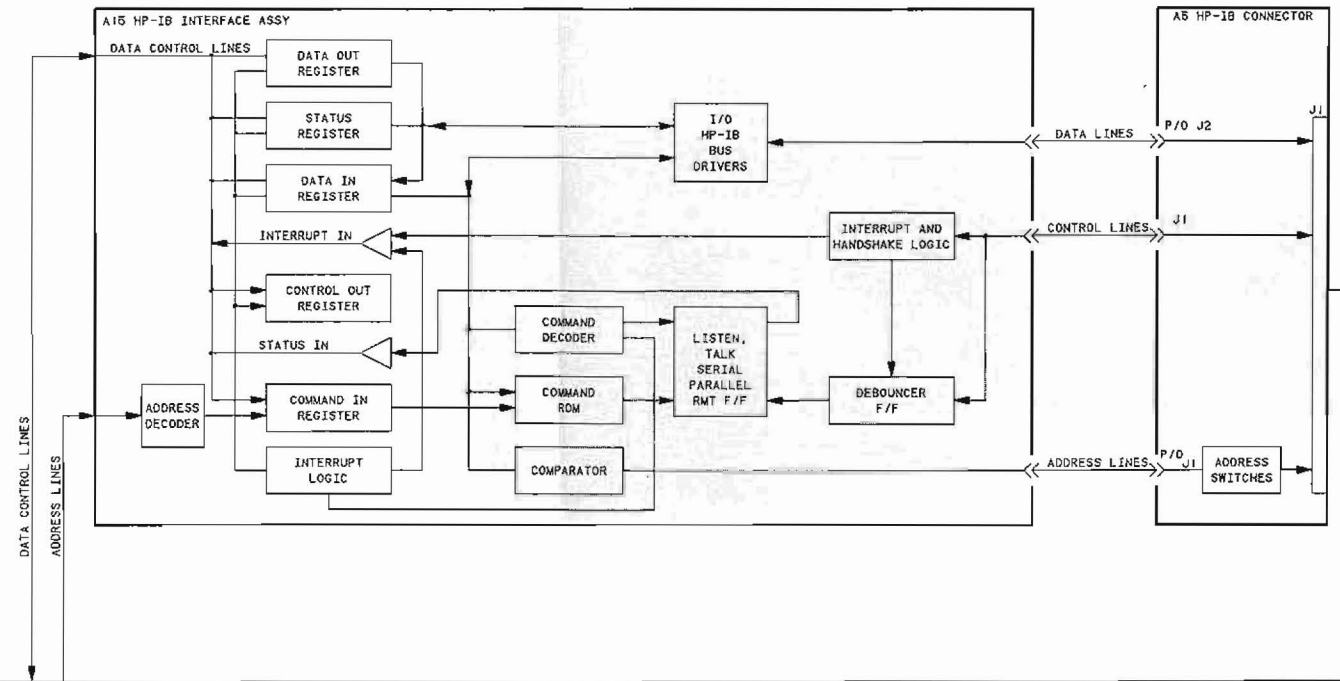 A15 HP-IB INTERFACE ASSY
A5 HP-IB CONNECTOR
DATA CONTROL LINES
DATA OUT
REGISTER
STATUS
REGISTER
DATA IN
REGISTER
INTERRUPT IN
CONTROL OUT
REGISTER
STATUS IN
ADDRESS
DECODER
COMMAND IN
REGISTER
INTERRUPT
LOGIC
COMMAND
DECODER
COMMAND
ROM
COMPARATOR
I/O
HP-IB
BUS
DRIVERS
LISTEN,
TALK
SERIAL
PARALLEL
RMT F/F
INTERRUPT AND
HANDSHAKE LOGIC
DEBOUNCER
F/F
DATA LINES
P/O J2
J1
CONTROL LINES
J1
ADDRESS LINES
P/O
J1
ADDRESS
SWITCHES
DATA CONTROL LINES
ADDRESS LINES